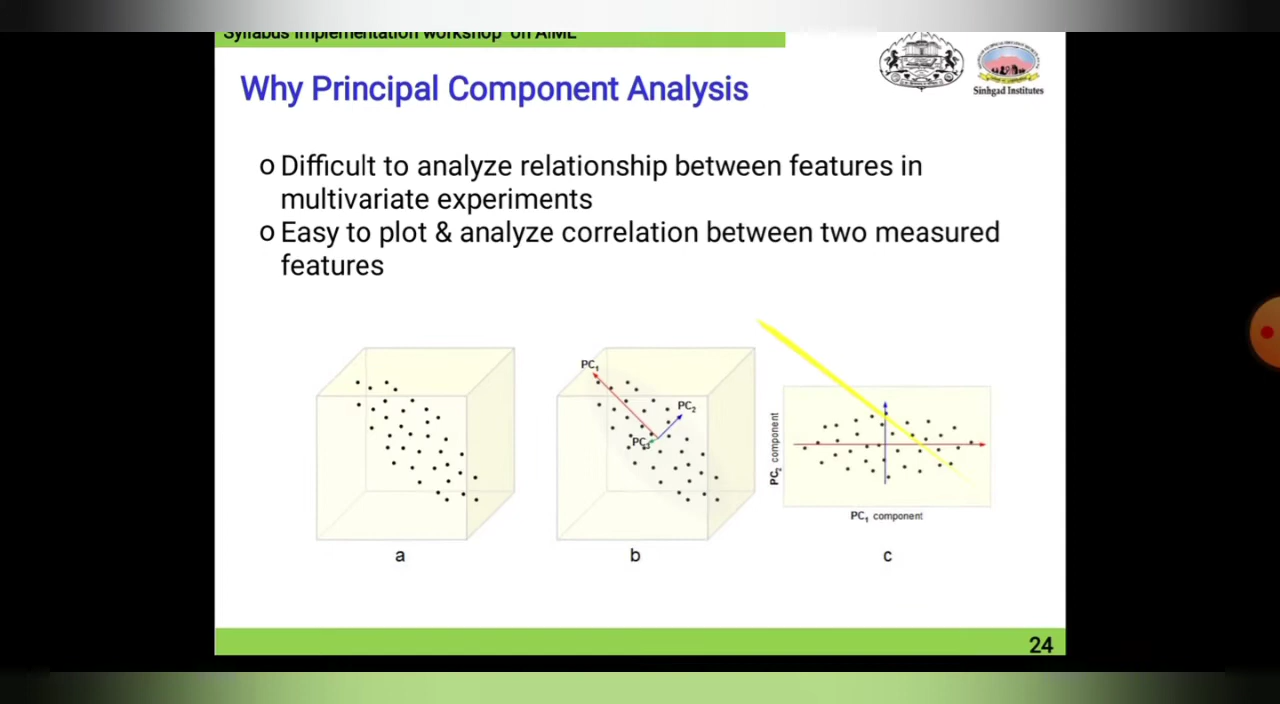 Syllabus Implementation workshop on AIML
Sinhgad Institutes
Why Principal Component Analysis
o Difficult to analyze relationship between features in
multivariate experiments
o Easy to plot & analyze correlation between two measured
features
PC1
PC2
PC3
PC2 component
PC1 component
a
b
c
24